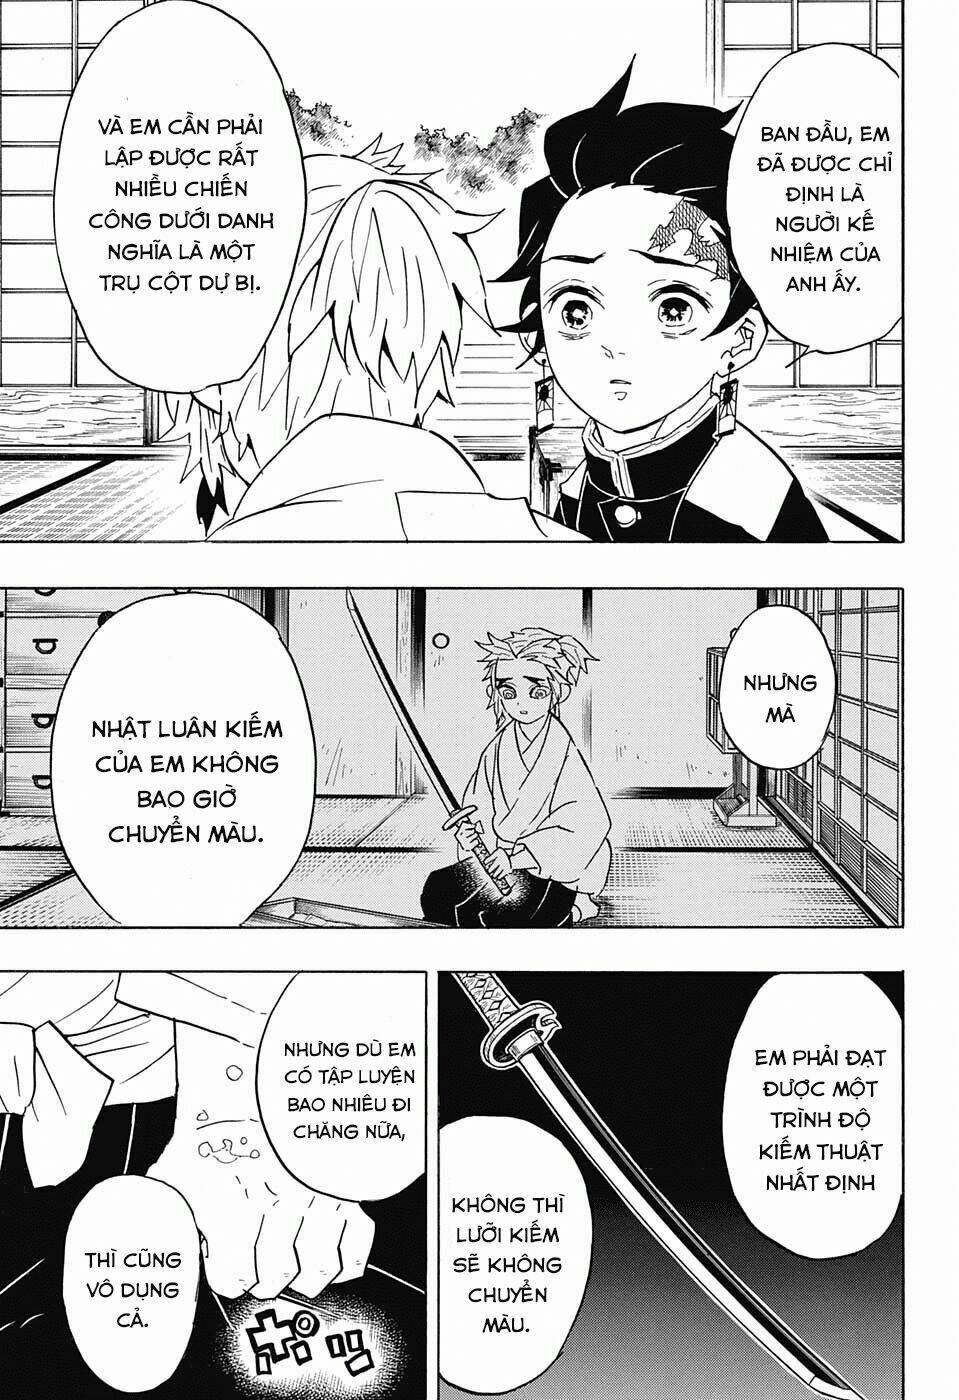 BAN ĐẦU, EM
ĐÃ ĐƯỢC CHỈ
ĐỊNH LÀ
NGƯỜI KẾ
NHIỆM CỦA
ANH ẤY.
VÀ EM CẦN PHẢI
LẬP ĐƯỢC RẤT
NHIỀU CHIẾN
CÔNG DƯỚI DANH
NGHĨA LÀ MỘT
TRỤ CỘT DỰ BỊ.
NHƯNG
MÀ
NHẬT LUÂN KIẾM
CỦA EM KHÔNG
BAO GIỜ
CHUYỂN MÀU.
EM PHẢI ĐẠT
ĐƯỢC MỘT
TRÌNH ĐỘ
KIẾM THUẬT
NHẤT ĐỊNH
KHÔNG THÌ
LƯỠI KIẾM
SẼ KHÔNG
CHUYỂN
MÀU.
NHƯNG DÙ EM
CÓ TẬP LUYỆN
BAO NHIÊU ĐI
CHĂNG NỮA,
THÌ CŨNG
VÔ DỤNG
CẢ.